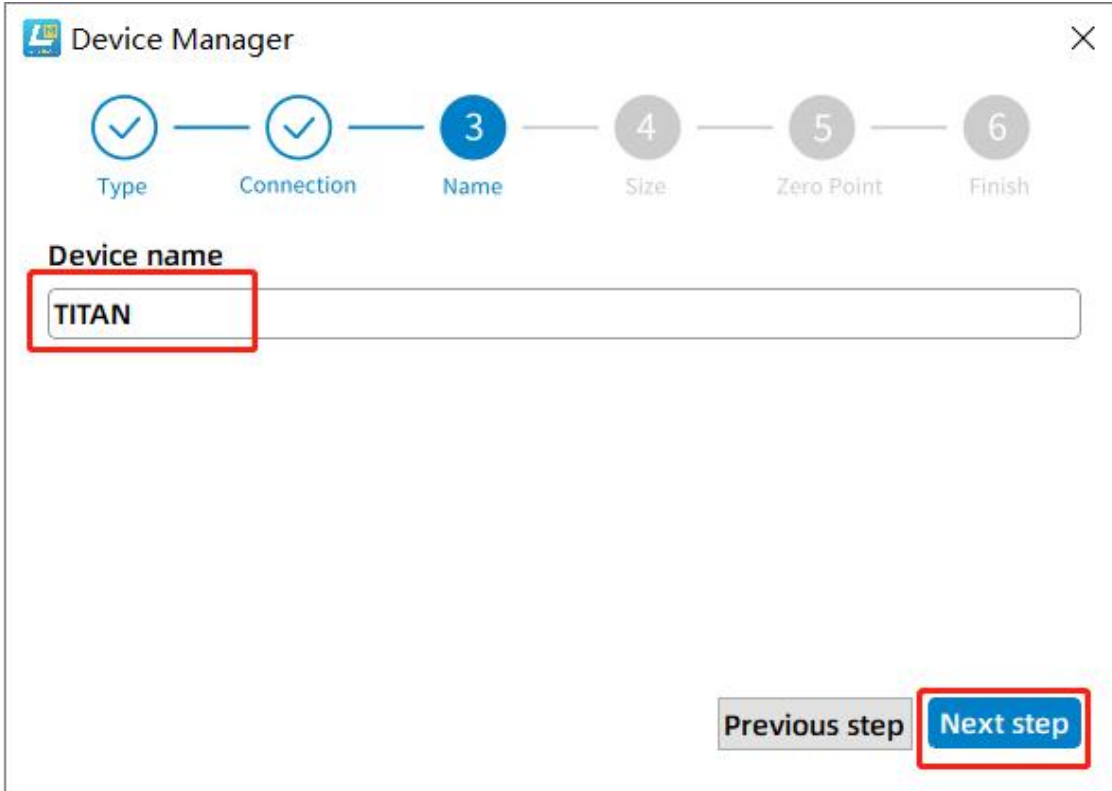 Device Manager
3 4 5 6
Type Connection Name Size Zero Point Finish
Device name
TITAN
Previous step Next step